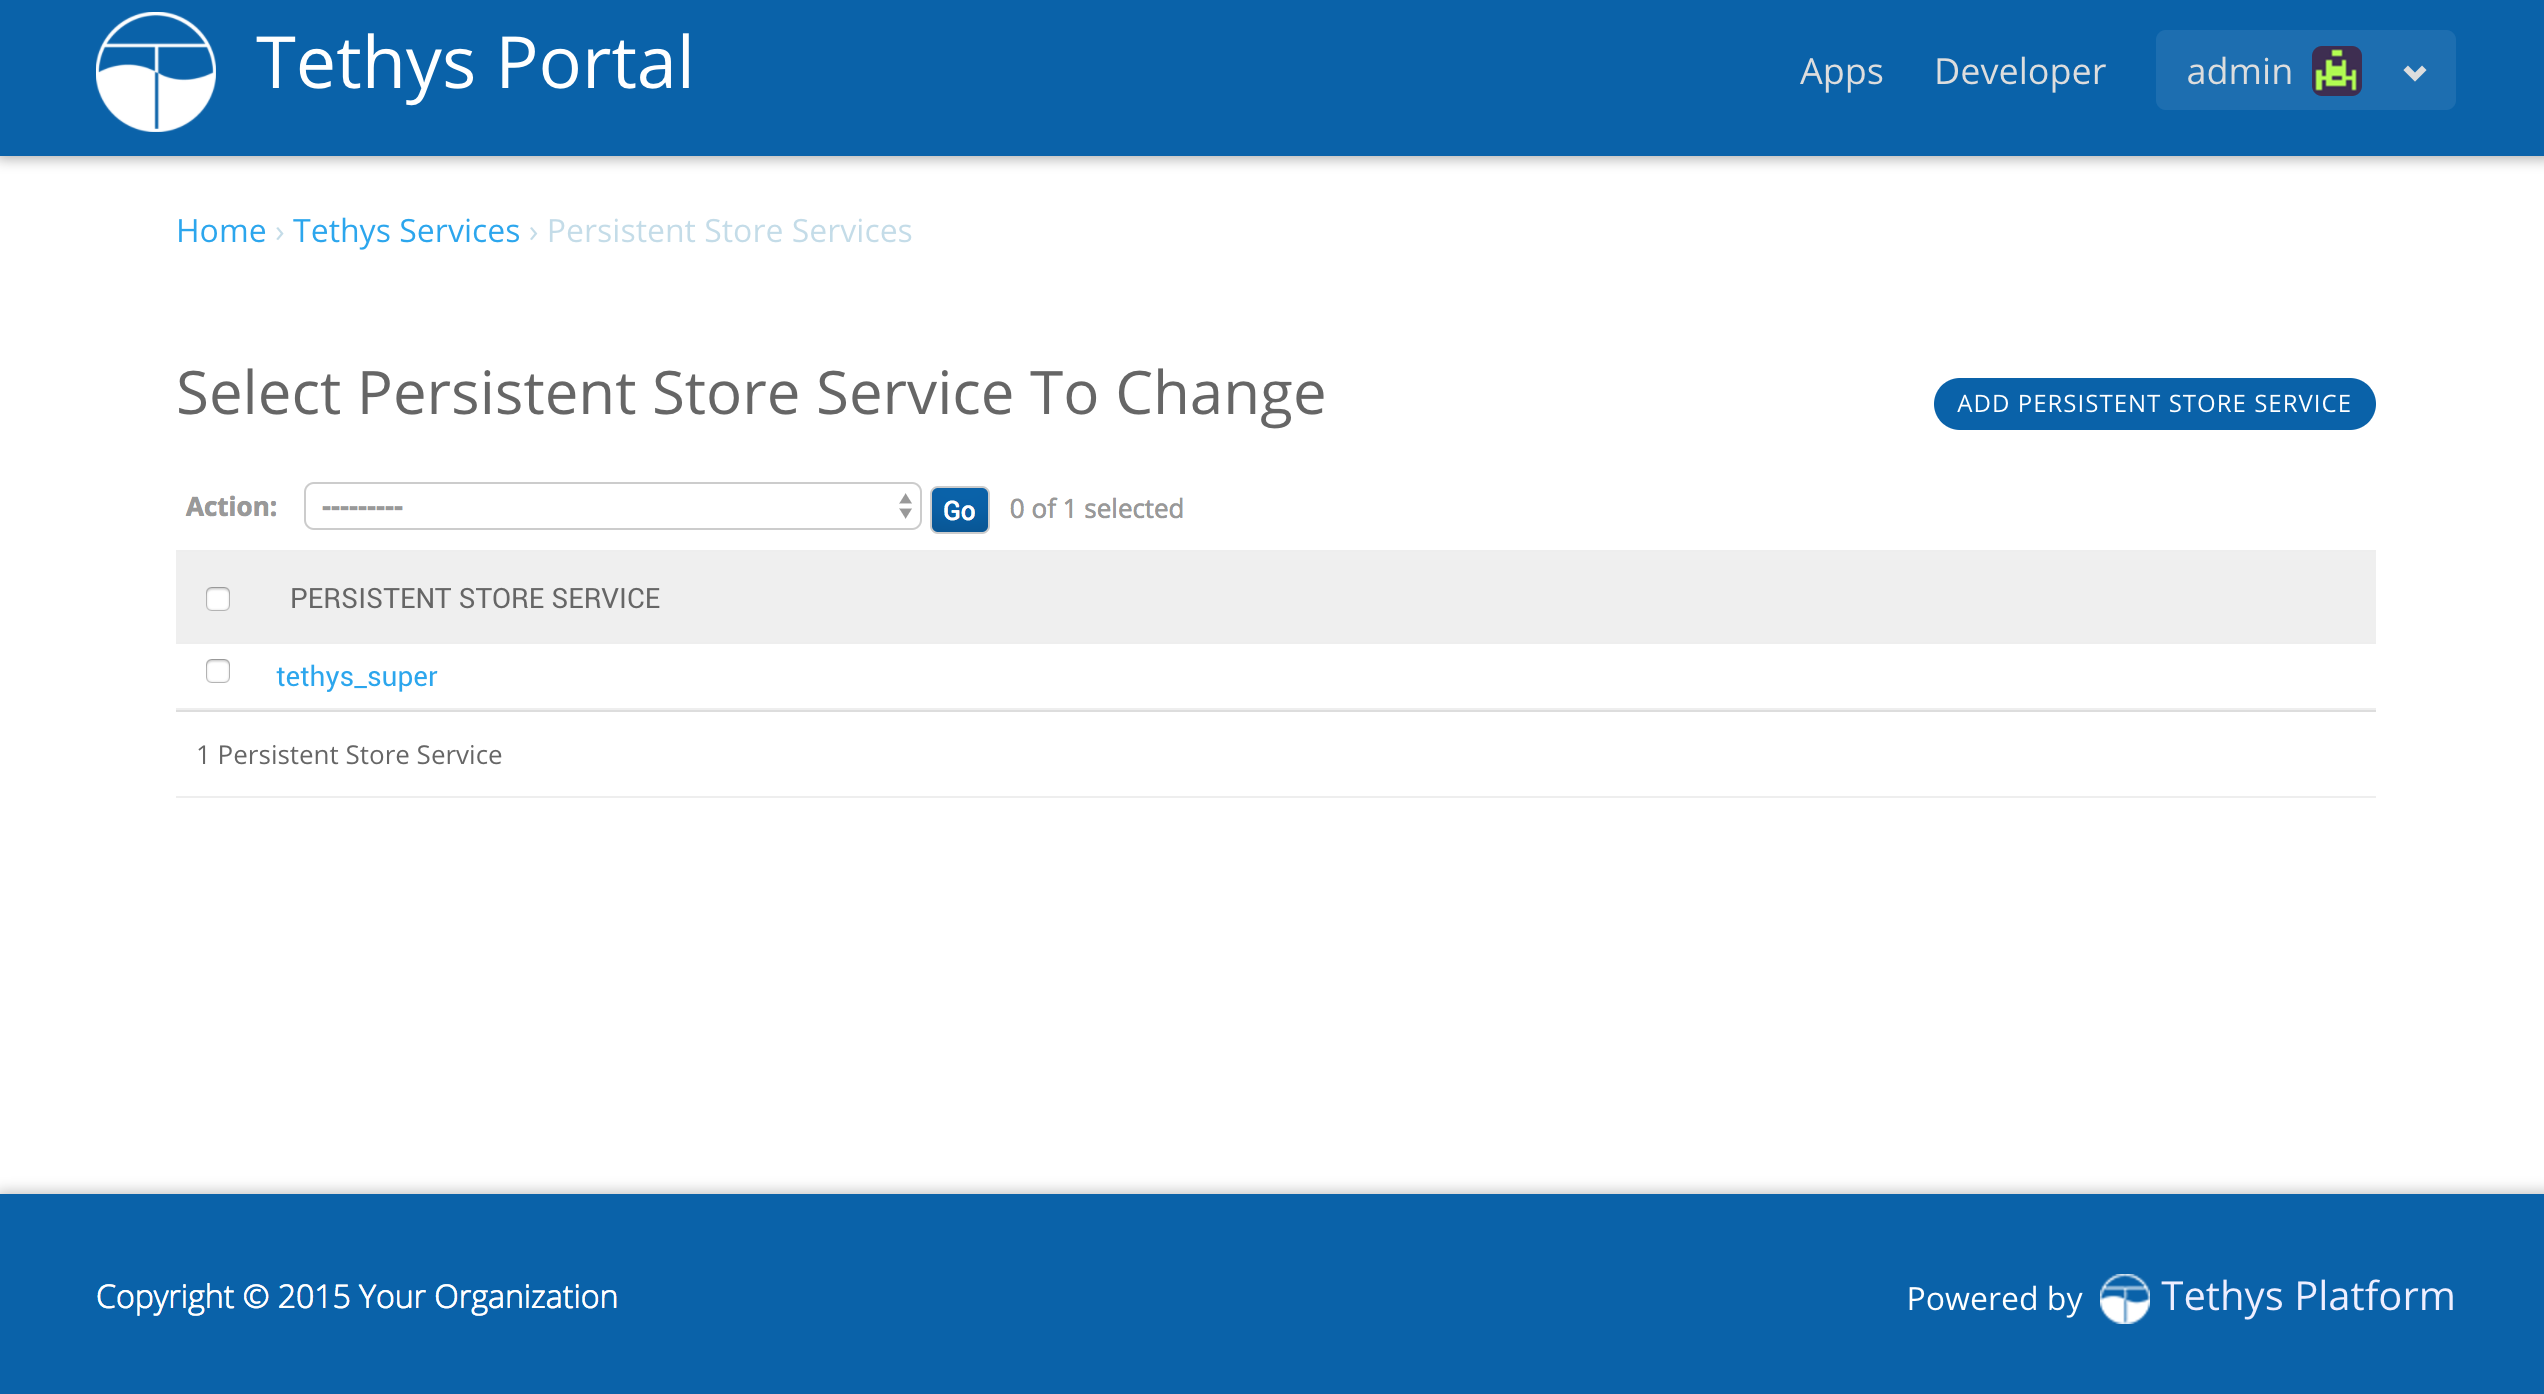 Tethys Portal
Apps Developer admin
Home › Tethys Services › Persistent Store Services
Select Persistent Store Service To Change
ADD PERSISTENT STORE SERVICE
Action: --------- Go 0 of 1 selected
PERSISTENT STORE SERVICE
tethys_super
1 Persistent Store Service
Copyright © 2015 Your Organization
Powered by Tethys Platform